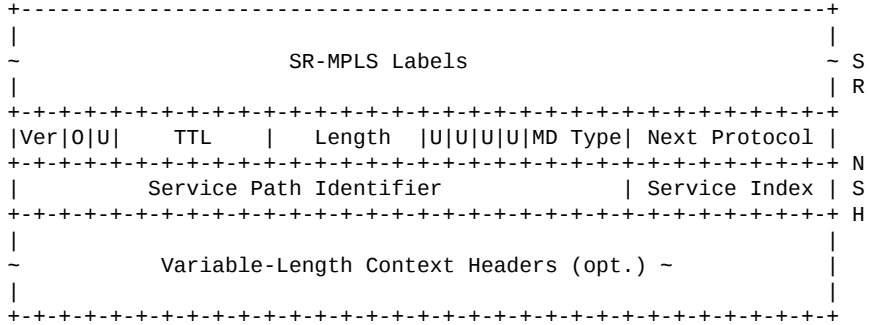 +---------------------------------------------------------------+
|                                                               |
~                     SR-MPLS Labels                            ~ S
|                                                               | R
+-+-+-+-+-+-+-+-+-+-+-+-+-+-+-+-+-+-+-+-+-+-+-+-+-+-+-+-+-+-+-+-+
|Ver|O|U|    TTL    |   Length  |U|U|U|U|MD Type| Next Protocol |
+-+-+-+-+-+-+-+-+-+-+-+-+-+-+-+-+-+-+-+-+-+-+-+-+-+-+-+-+-+-+-+-+ N
|          Service Path Identifier              | Service Index | S
+-+-+-+-+-+-+-+-+-+-+-+-+-+-+-+-+-+-+-+-+-+-+-+-+-+-+-+-+-+-+-+-+ H
|                                                               |
~           Variable-Length Context Headers (opt.) ~            |
|                                                               |
+-+-+-+-+-+-+-+-+-+-+-+-+-+-+-+-+-+-+-+-+-+-+-+-+-+-+-+-+-+-+-+-+